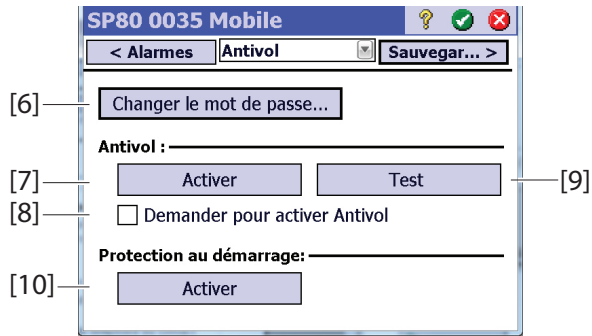 SP80 0035 Mobile ?
< Alarmes Antivol Sauvegar... >
[6] Changer le mot de passe...
Antivol :
[7] Activer Test [9]
[8] Demander pour activer Antivol
Protection au démarrage:
[10] Activer